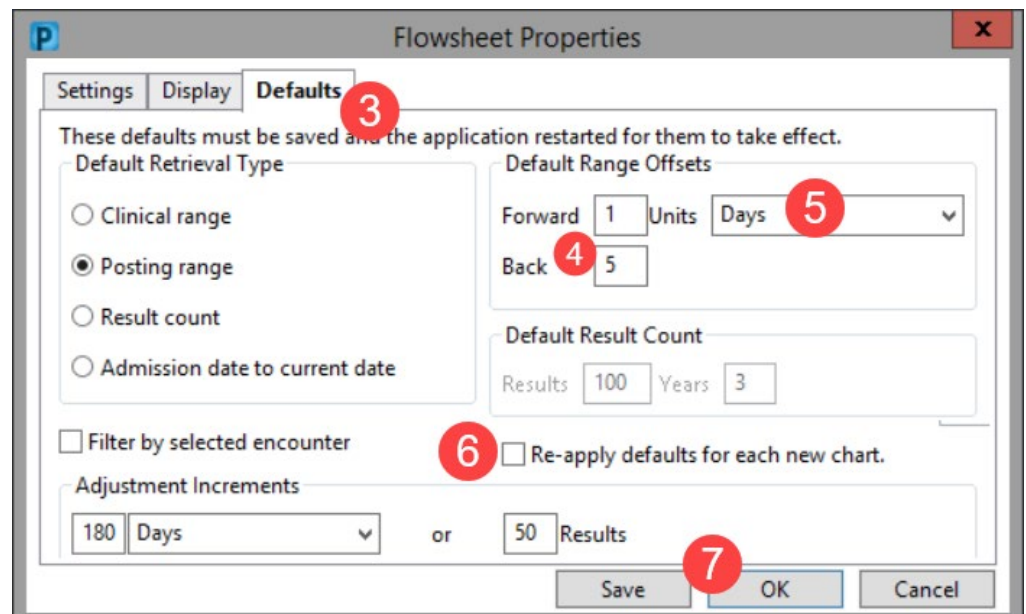 P
Flowsheet Properties
x
Settings Display Defaults
3
These defaults must be saved and the application restarted for them to take effect.
Default Retrieval Type
Clinical range
Posting range
Result count
Admission date to current date
Default Range Offsets
Forward 1 Units Days 5
Back 4 5
Default Result Count
Results 100 Years 3
Filter by selected encounter
6 Re-apply defaults for each new chart.
Adjustment Increments
180 Days or 50 Results
7
Save OK Cancel